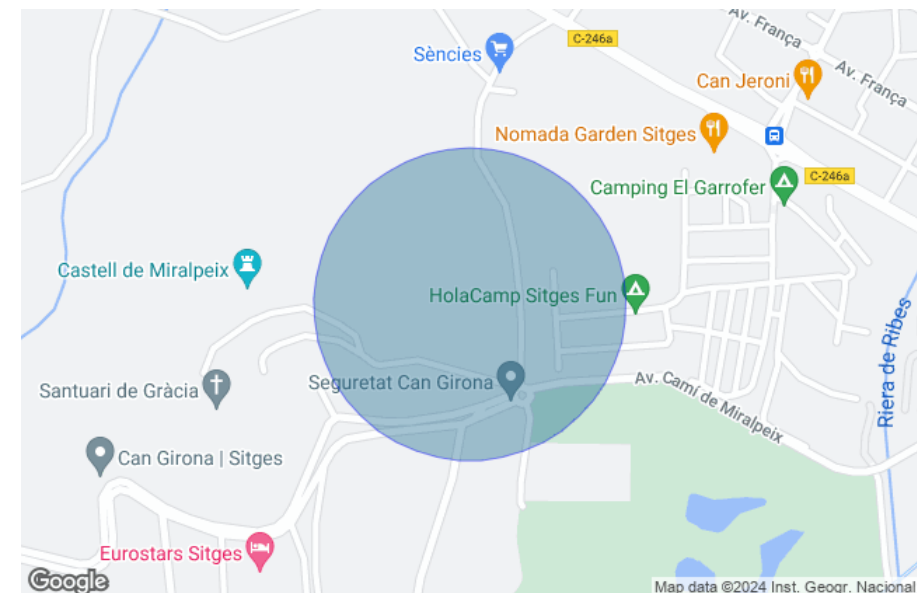 Av. França
C-246a
Sències
Av. França
Can Jeroni
Nomada Garden Sitges
C-246a
Camping El Garrofer
Castell de Miralpeix
HolaCamp Sitges Fun
Riera de Ribes
Seguretat Can Girona
Av. Camí de Miralpeix
Santuari de Gràcia
Can Girona | Sitges
Eurostars Sitges
Google
Map data ©2024 Inst. Geogr. Nacional